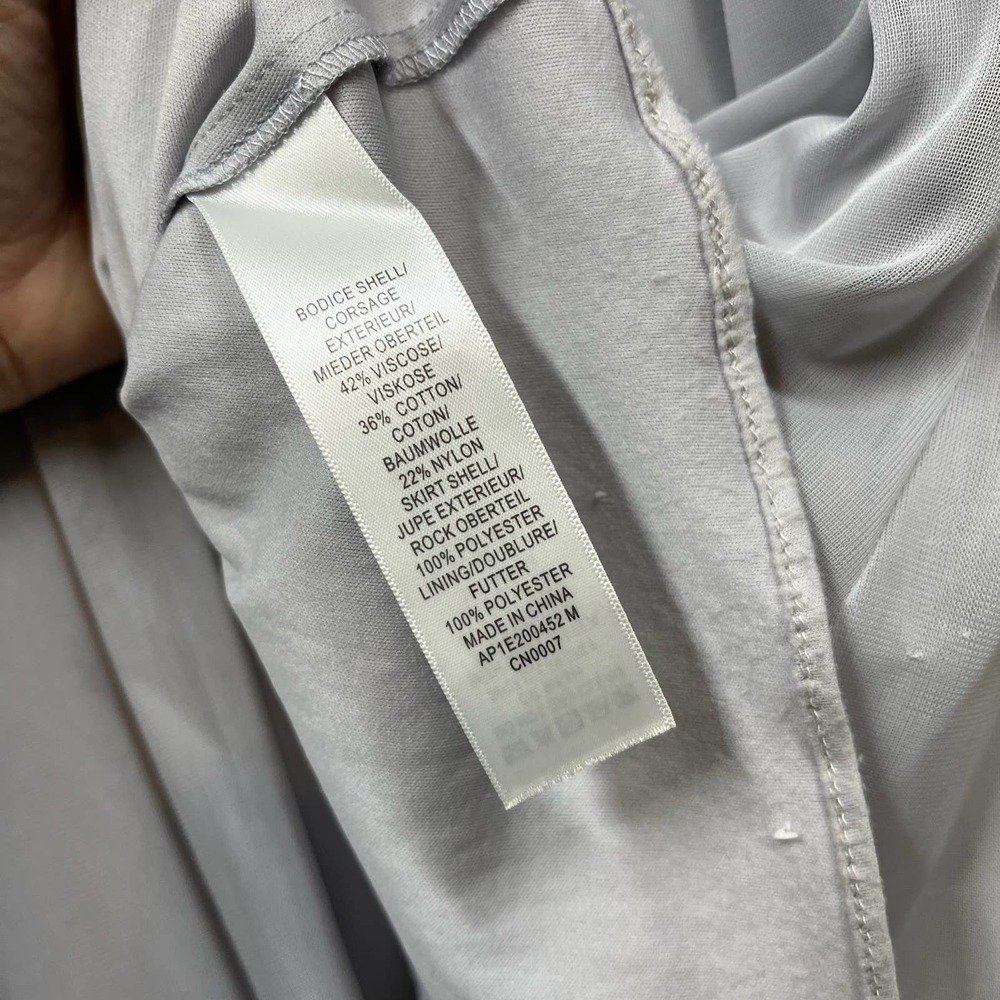 BODICE SHELL/
CORSAGE
EXTERIEUR/
MIEDER OBERTEIL
42% VISCOSE/
VISKOSE
36% COTTON/
COTON/
BAUMWOLLE
22% NYLON
SKIRT SHELL/
JUPE EXTERIEUR/
ROCK OBERTEIL
100% POLYESTER
LINING/DOUBLURE/
FUTTER
100% POLYESTER
MADE IN CHINA
AP1E200452 M
CN0007